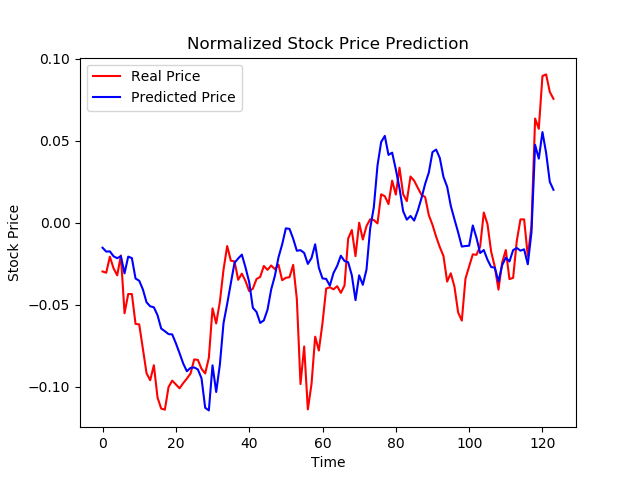 Normalized Stock Price Prediction
Real Price
Predicted Price
Stock Price
0.10
0.05
0.00
−0.05
−0.10
0 20 40 60 80 100 120
Time